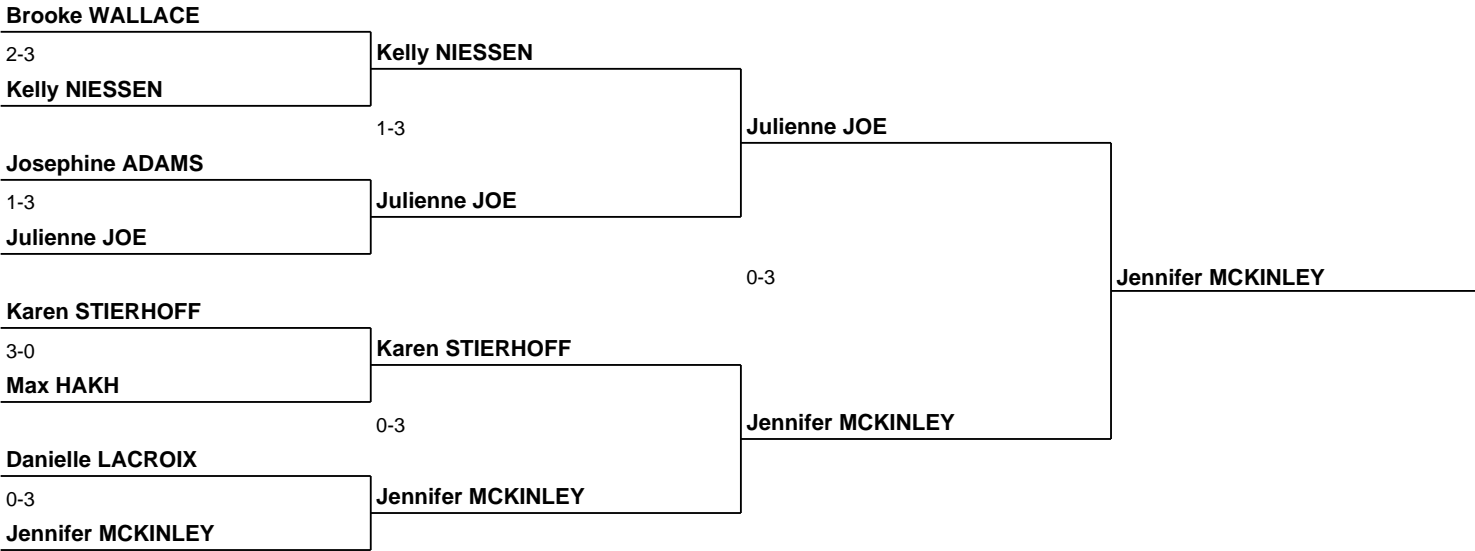 Brooke WALLACE
2-3
Kelly NIESSEN
Josephine ADAMS
1-3
Julienne JOE
Karen STIERHOFF
3-0
Max HAKH
Danielle LACROIX
0-3
Jennifer MCKINLEY
Kelly NIESSEN
1-3
Julienne JOE
Karen STIERHOFF
0-3
Jennifer MCKINLEY
Julienne JOE
0-3
Jennifer MCKINLEY
Jennifer MCKINLEY